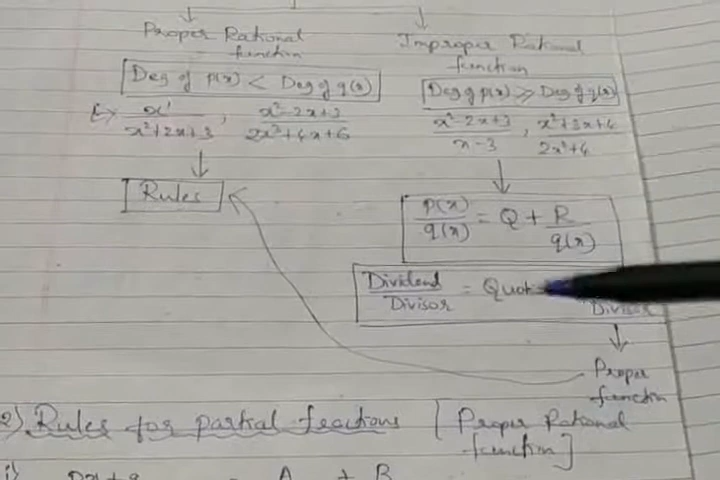 Proper Rational function
Improper Rational function
Deg of p(x) < Deg of q(x)
Deg of p(x) ≥ Deg of q(x)
x¹/x²+2x+3 , x²-2x+3/2x³+4x+6
x²-2x+3/x-3 , x²+3x+4/2x²+4
Rules
p(x)/q(x) = Q + R/q(x)
Dividend/Divisor = Quot
Divisor
Proper function
2) Rules for partial fractions [Proper Rational function]
i) = A + B